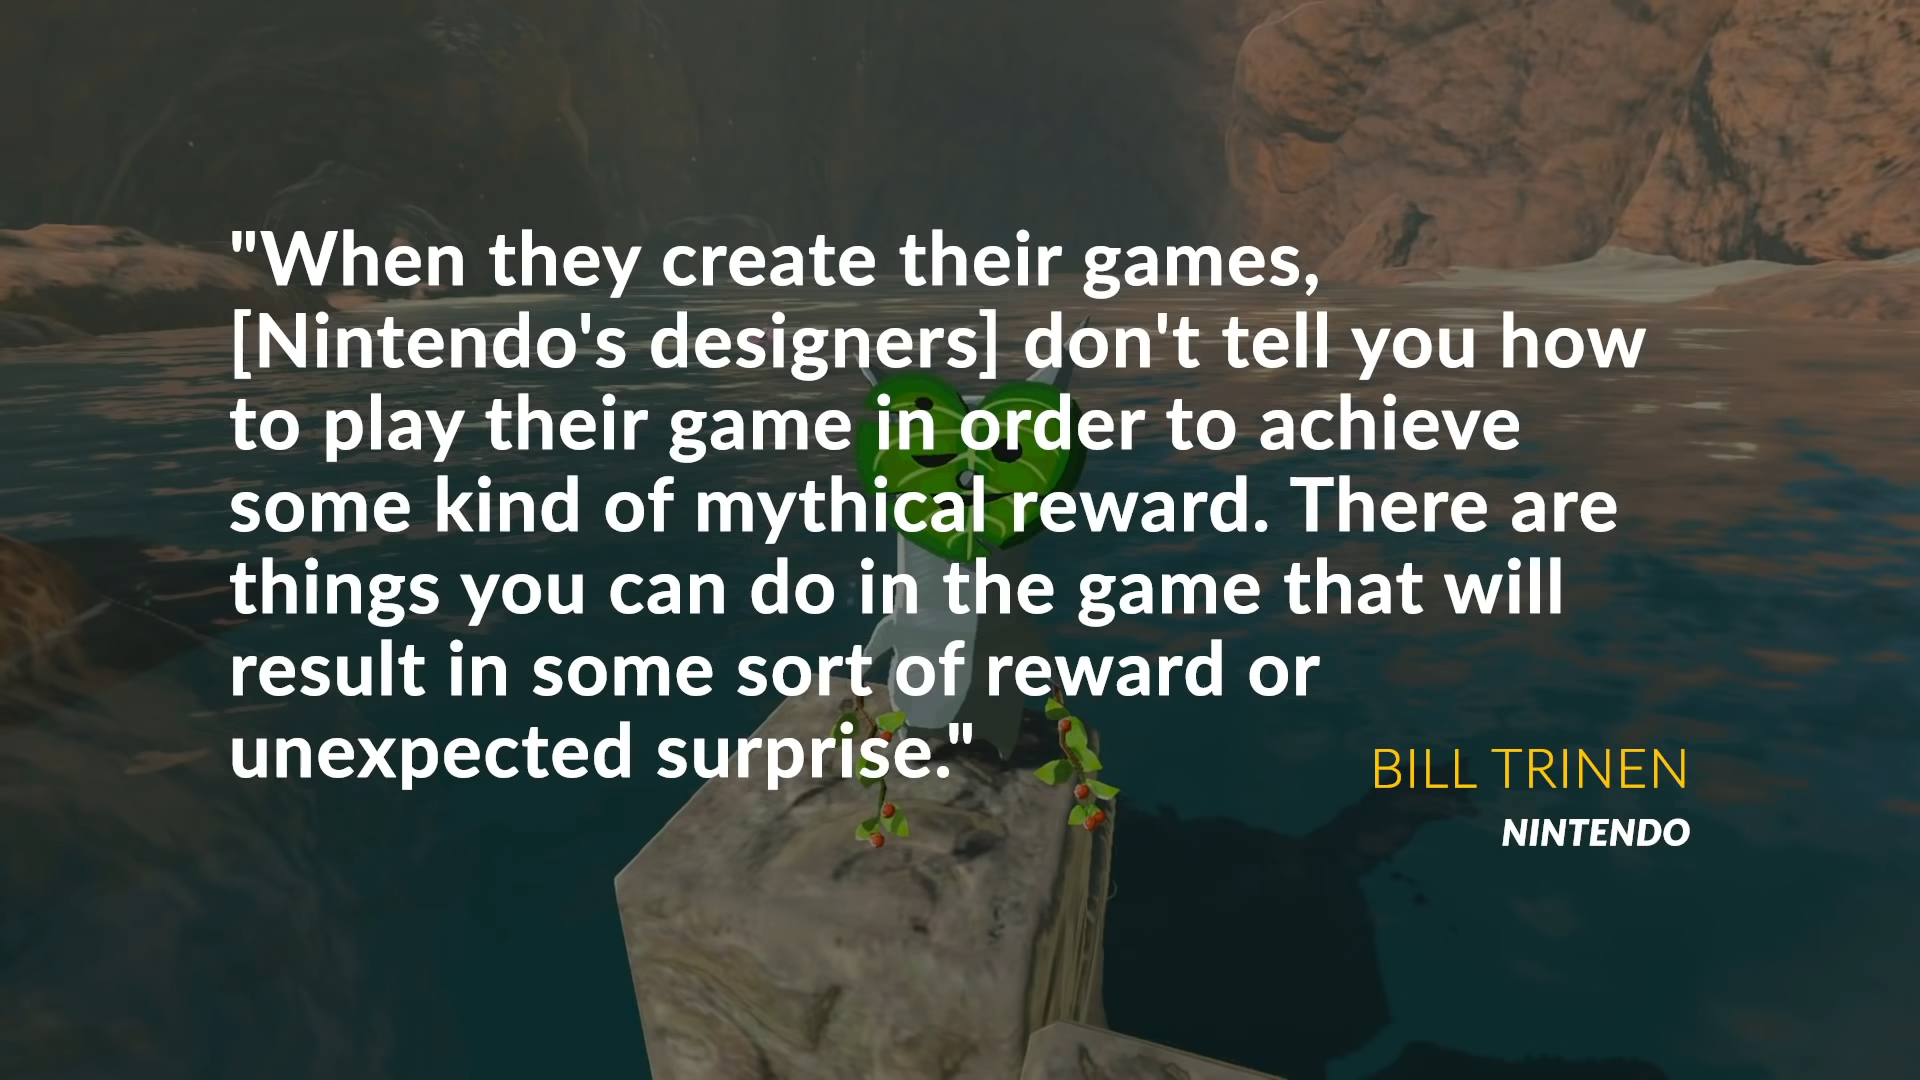 "When they create their games,
[Nintendo's designers] don't tell you how
to play their game in order to achieve
some kind of mythical reward. There are
things you can do in the game that will
result in some sort of reward or
unexpected surprise."
BILL TRINEN
NINTENDO